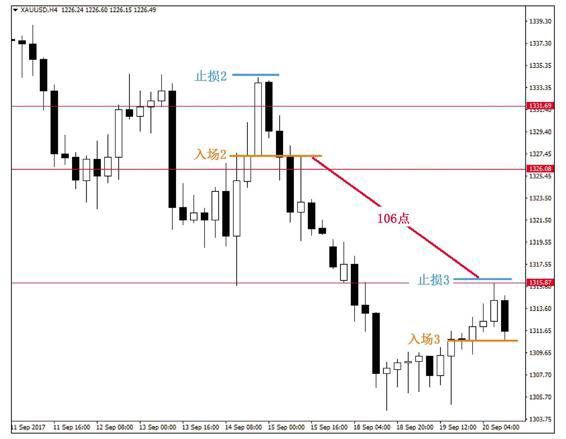 XAUUSD,H4 1226.24 1226.60 1226.15 1226.49
1339.30
1337.30
1335.35
1333.35
1331.69
1331.40
1329.40
1327.45
1326.08
1325.45
1323.50
1321.50
1319.55
1317.55
1315.87
1315.60
1313.60
1311.65
1309.65
1307.70
1305.70
1303.75
止损2
入场2
106点
止损3
入场3
11 Sep 2017
11 Sep 16:00
12 Sep 08:00
13 Sep 00:00
13 Sep 16:00
14 Sep 08:00
15 Sep 00:00
15 Sep 16:00
18 Sep 04:00
18 Sep 20:00
19 Sep 12:00
20 Sep 04:00